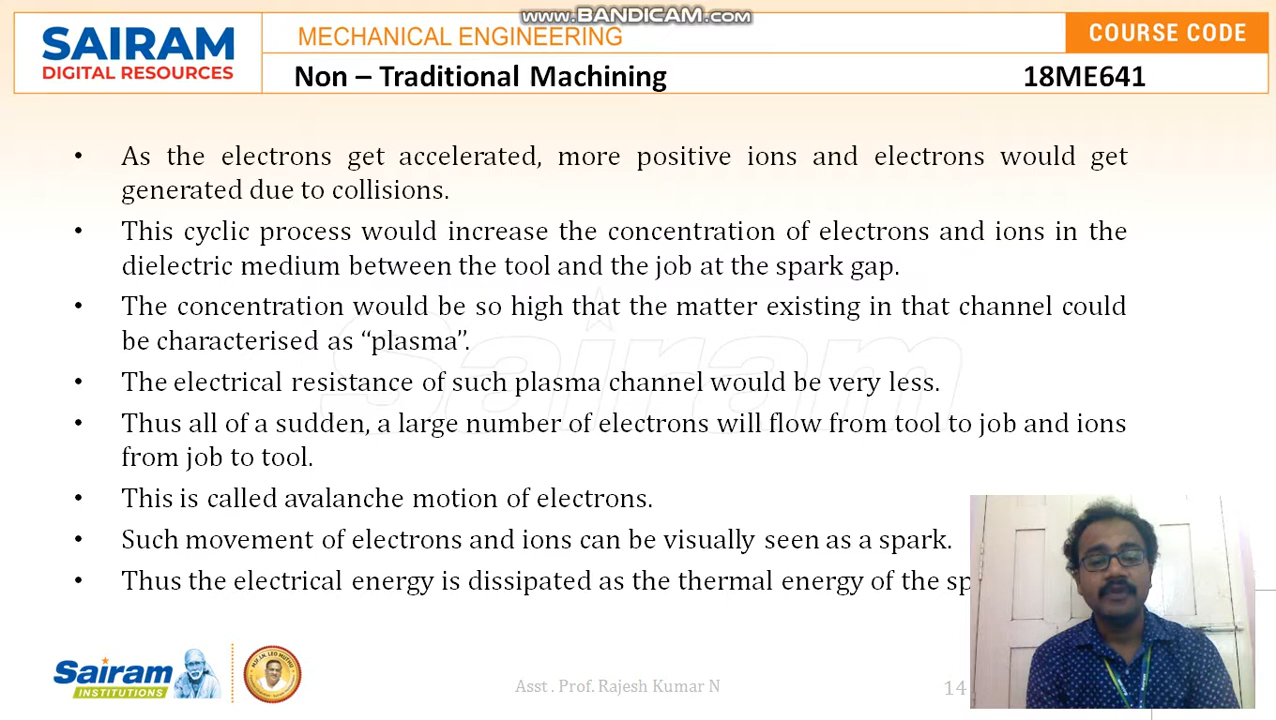 www.BANDICAM.com
SAIRAM
DIGITAL RESOURCES
MECHANICAL ENGINEERING
COURSE CODE
Non – Traditional Machining
18ME641
• As the electrons get accelerated, more positive ions and electrons would get
generated due to collisions.
• This cyclic process would increase the concentration of electrons and ions in the
dielectric medium between the tool and the job at the spark gap.
• The concentration would be so high that the matter existing in that channel could
be characterised as “plasma”.
• The electrical resistance of such plasma channel would be very less.
• Thus all of a sudden, a large number of electrons will flow from tool to job and ions
from job to tool.
• This is called avalanche motion of electrons.
• Such movement of electrons and ions can be visually seen as a spark.
• Thus the electrical energy is dissipated as the thermal energy of the sp
Sairam
Sairam
INSTITUTIONS
MJF. LN. LEO MUTHU
Asst . Prof. Rajesh Kumar N
14